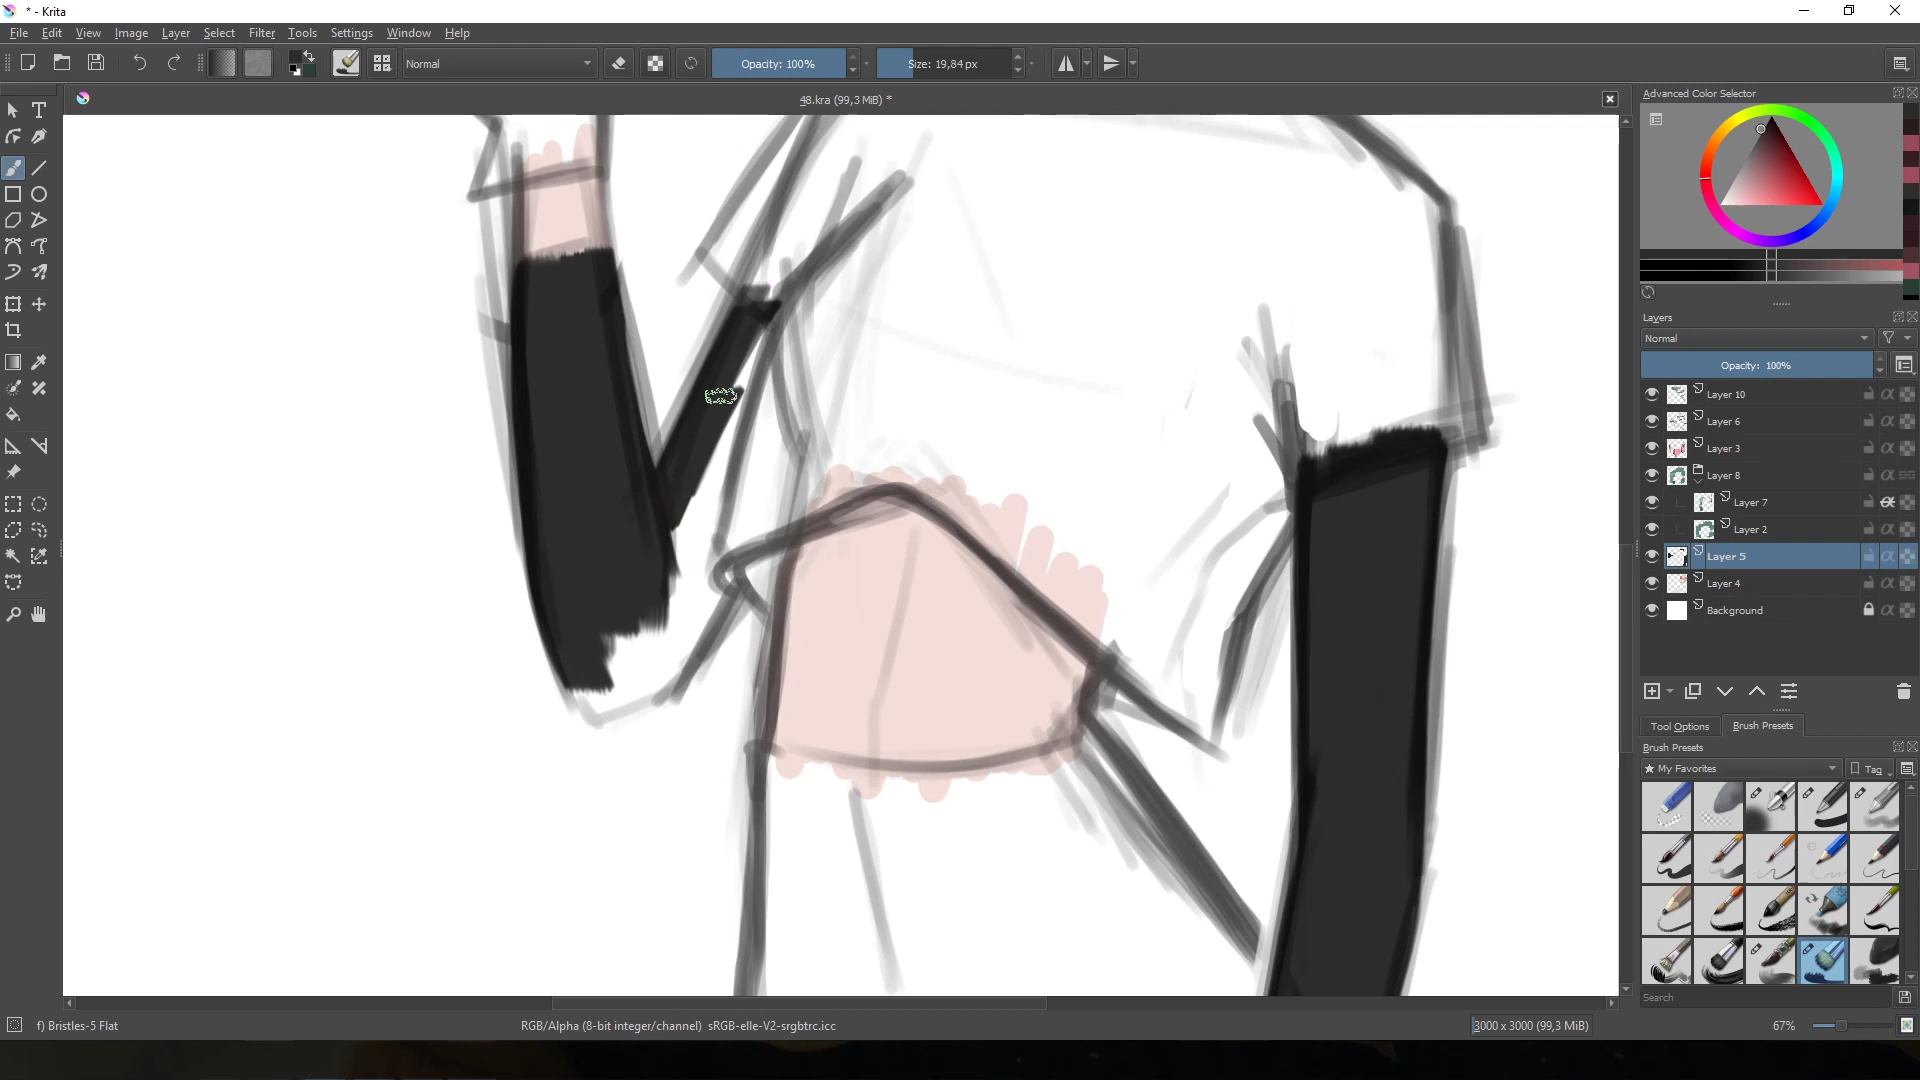 * - Krita
File Edit View Image Layer Select Filter Tools Settings Window Help
Normal
Opacity: 100%
Size: 19,84 px
48.kra (99,3 MiB) *
Advanced Color Selector
Layers
Normal
Opacity: 100%
Layer 10
Layer 6
Layer 3
Layer 8
Layer 7
Layer 2
Layer 5
Layer 4
Background
Tool Options Brush Presets
Brush Presets
★ My Favorites
Tag
Search
f) Bristles-5 Flat
RGB/Alpha (8-bit integer/channel) sRGB-elle-V2-srgbtrc.icc
3000 x 3000 (99,3 MiB)
67%